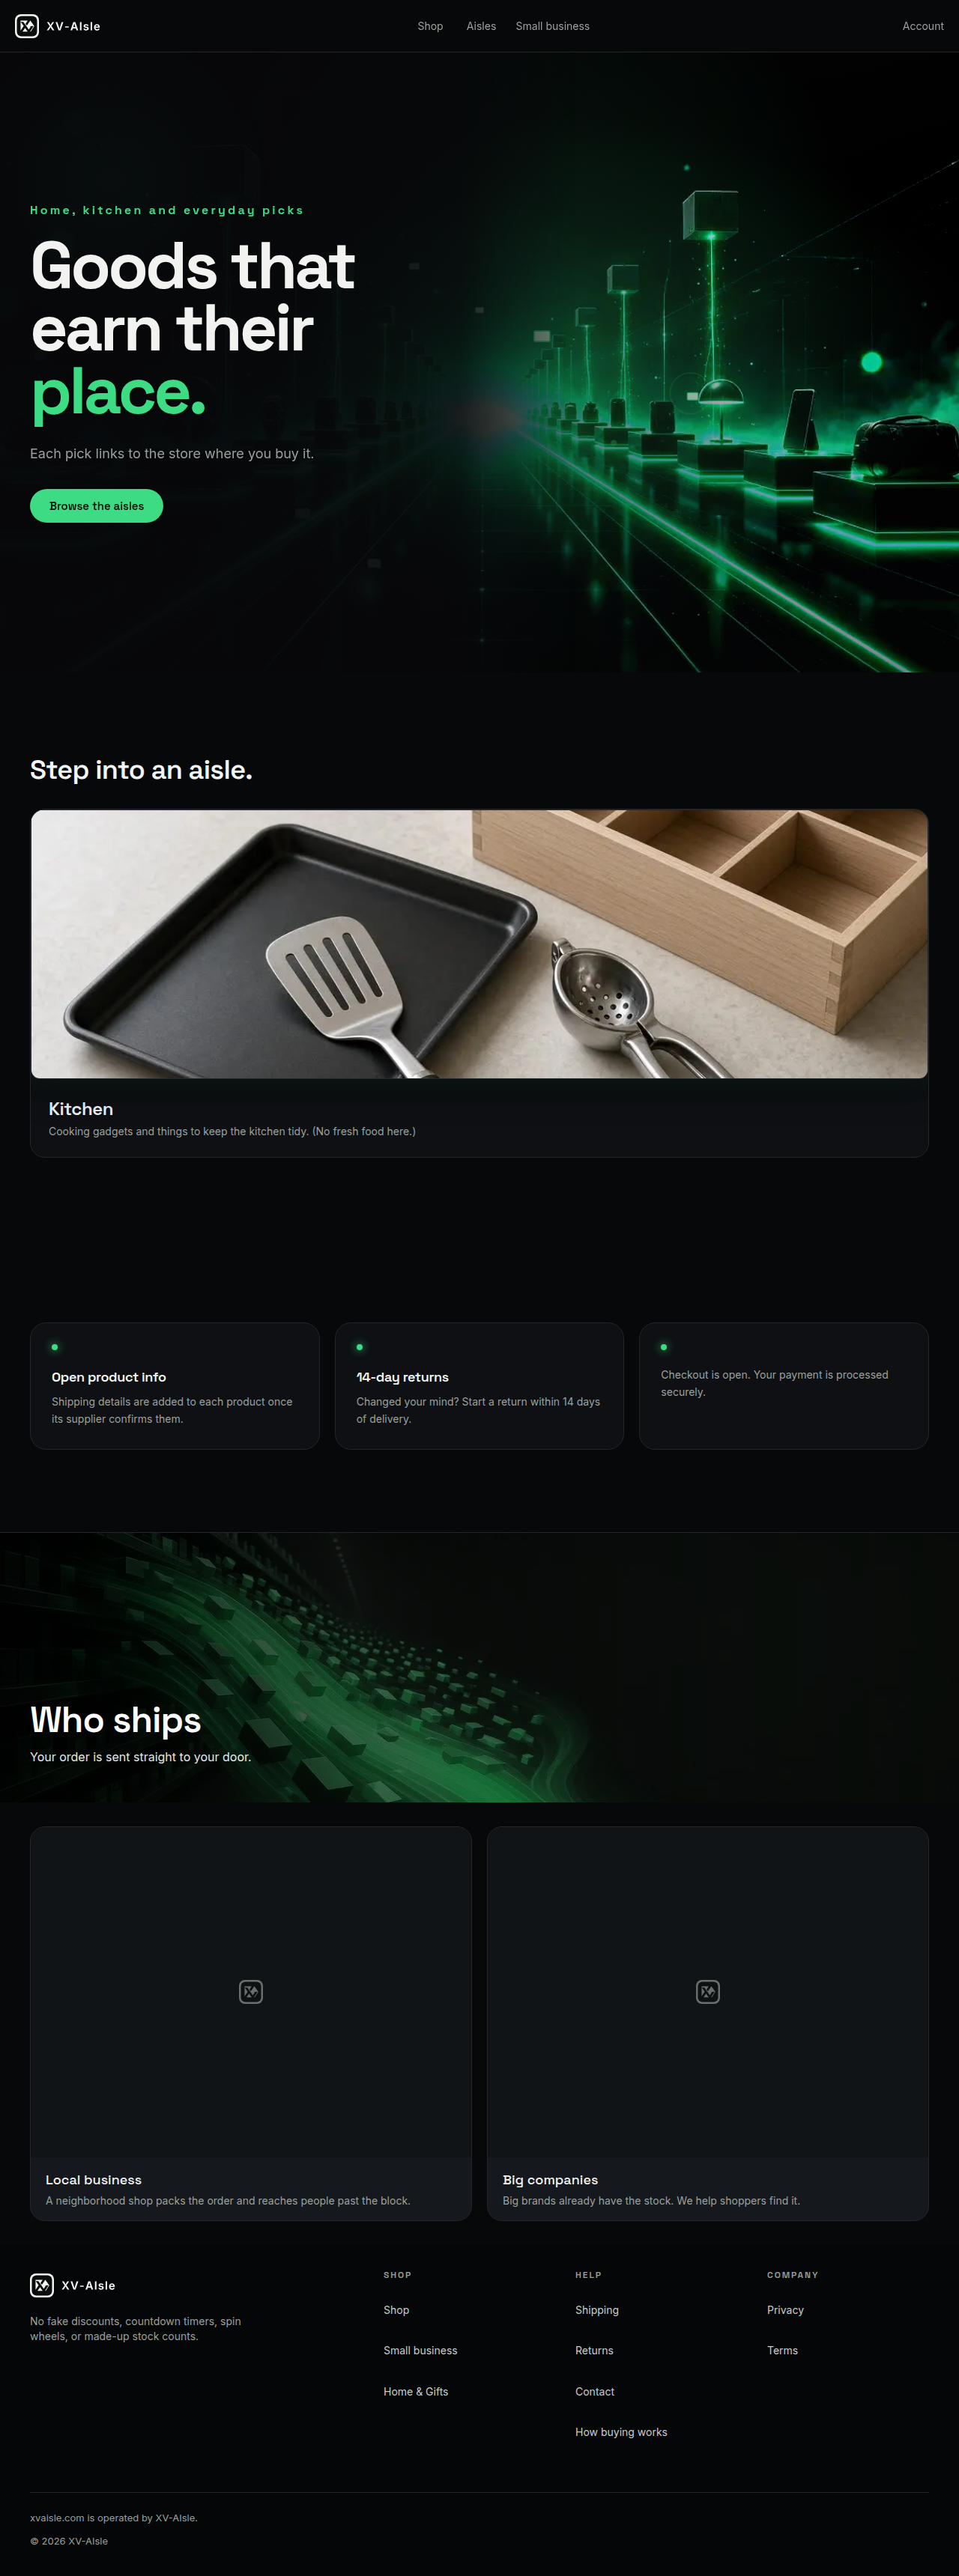 XV-AIsle
Shop
Aisles
Small business
Account
Home, kitchen and everyday picks
Goods that
earn their
place.
Each pick links to the store where you buy it.
Browse the aisles
Step into an aisle.
Kitchen
Cooking gadgets and things to keep the kitchen tidy. (No fresh food here.)
Open product info
Shipping details are added to each product once
its supplier confirms them.
14-day returns
Changed your mind? Start a return within 14 days
of delivery.
Checkout is open. Your payment is processed
securely.
Who ships
Your order is sent straight to your door.
Local business
A neighborhood shop packs the order and reaches people past the block.
Big companies
Big brands already have the stock. We help shoppers find it.
XV-AIsle
No fake discounts, countdown timers, spin
wheels, or made-up stock counts.
SHOP
Shop
Small business
Home & Gifts
HELP
Shipping
Returns
Contact
How buying works
COMPANY
Privacy
Terms
xvaisle.com is operated by XV-AIsle.
© 2026 XV-AIsle